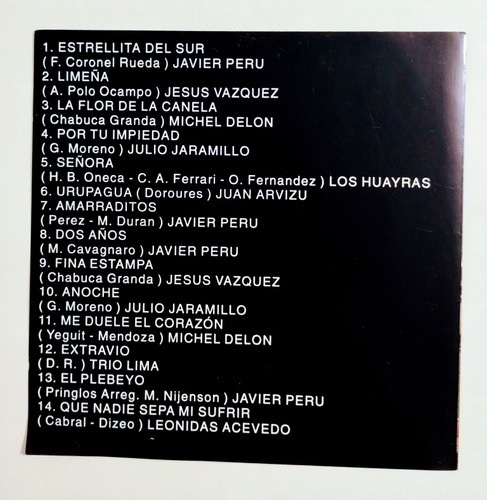 1. ESTRELLITA DEL SUR
( F. Coronel Rueda ) JAVIER PERU
2. LIMEÑA
( A. Polo Ocampo ) JESUS VAZQUEZ
3. LA FLOR DE LA CANELA
( Chabuca Granda ) MICHEL DELON
4. POR TU IMPIEDAD
( G. Moreno ) JULIO JARAMILLO
5. SEÑORA
( H. B. Oneca - C. A. Ferrari - O. Fernandez ) LOS HUAYRAS
6. URUPAGUA ( Doroures ) JUAN ARVIZU
7. AMARRADITOS
( Perez - M. Duran ) JAVIER PERU
8. DOS AÑOS
( M. Cavagnaro ) JAVIER PERU
9. FINA ESTAMPA
( Chabuca Granda ) JESUS VAZQUEZ
10. ANOCHE
( G. Moreno ) JULIO JARAMILLO
11. ME DUELE EL CORAZÓN
( Yeguit - Mendoza ) MICHEL DELON
12. EXTRAVIO
( D. R. ) TRIO LIMA
13. EL PLEBEYO
( Pringlos Arreg. M. Nijenson ) JAVIER PERU
14. QUE NADIE SEPA MI SUFRIR
( Cabral - Dizeo ) LEONIDAS ACEVEDO